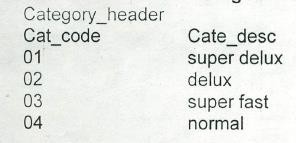 Category_header
Cat_code Cate_desc
01 super delux
02 delux
03 super fast
04 normal